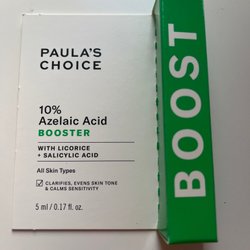 PAULA'S
CHOICE
10%
Azelaic Acid
BOOSTER
WITH LICORICE
+ SALICYLIC ACID
All Skin Types
CLARIFIES, EVENS SKIN TONE
& CALMS SENSITIVITY
5 ml / 0.17 fl. oz.
BOOST